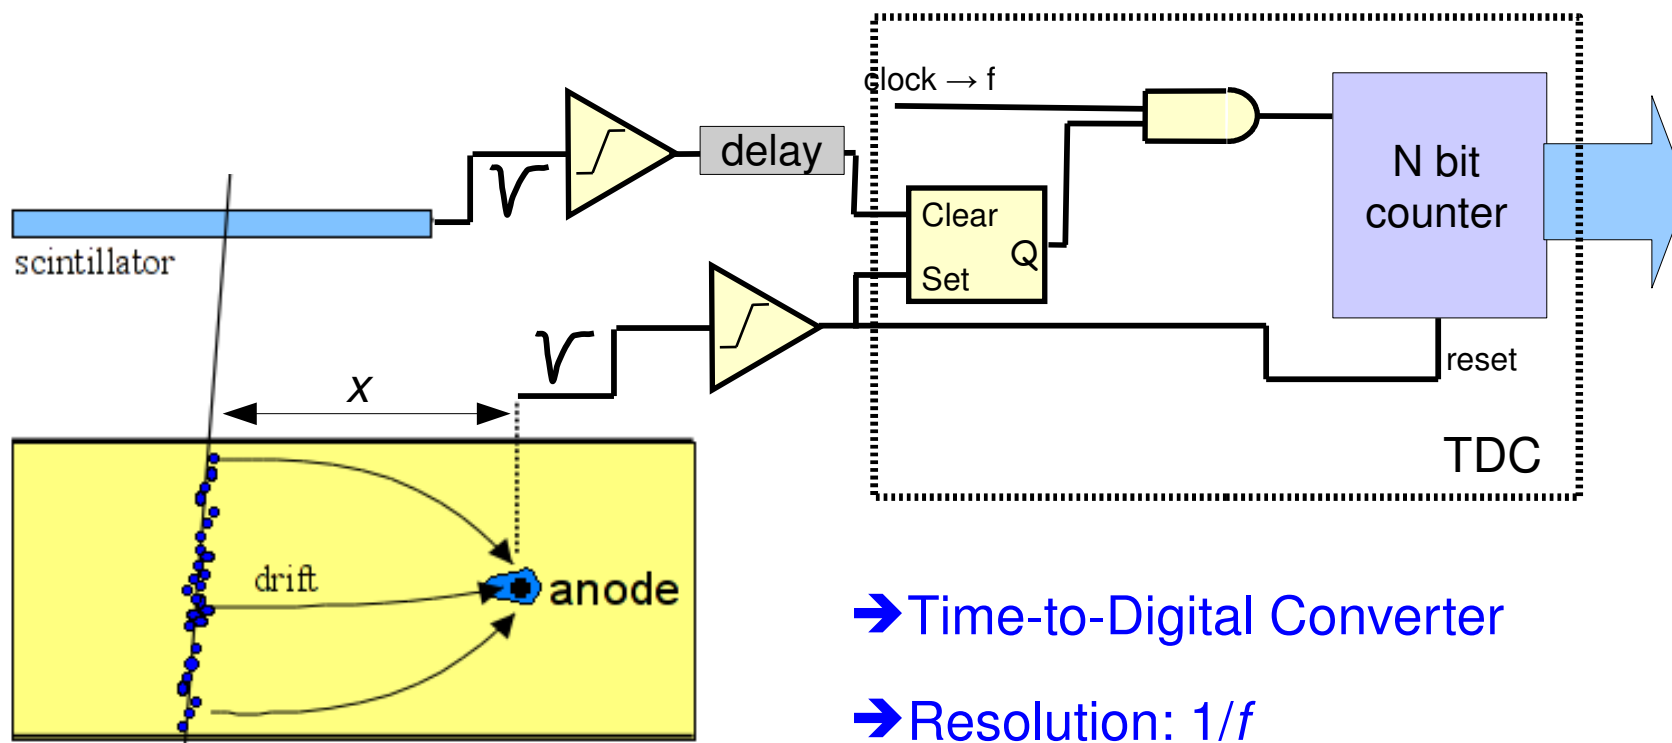 clock → f
delay
N bit
counter
Clear
Q
Set
scintillator
x
reset
TDC
drift
anode
➔ Time-to-Digital Converter
➔ Resolution: 1/f